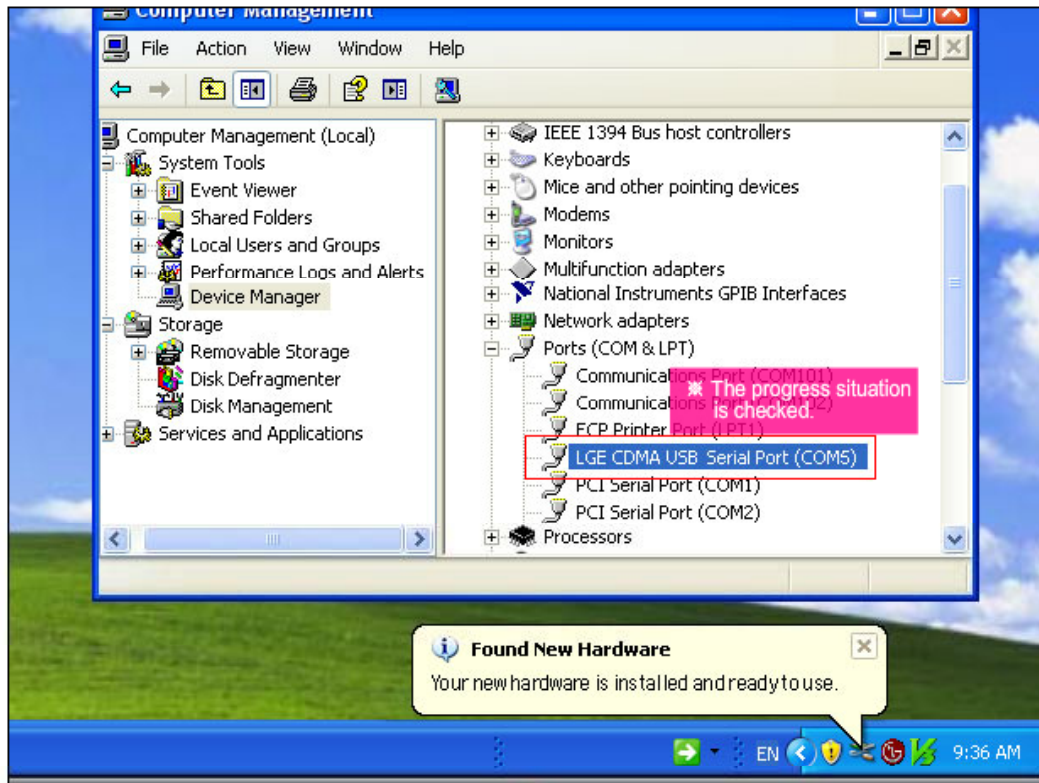 Computer Management
File Action View Window Help
Computer Management (Local)
System Tools
Event Viewer
Shared Folders
Local Users and Groups
Performance Logs and Alerts
Device Manager
Storage
Removable Storage
Disk Defragmenter
Disk Management
Services and Applications
IEEE 1394 Bus host controllers
Keyboards
Mice and other pointing devices
Modems
Monitors
Multifunction adapters
National Instruments GPIB Interfaces
Network adapters
Ports (COM & LPT)
Communications Port (COM101)
Communications Port (COM102)
※ The progress situation
is checked.
ECP Printer Port (LPT1)
LGE CDMA USB Serial Port (COM5)
PCI Serial Port (COM1)
PCI Serial Port (COM2)
Processors
Found New Hardware
Your new hardware is installed and ready to use.
EN
9:36 AM